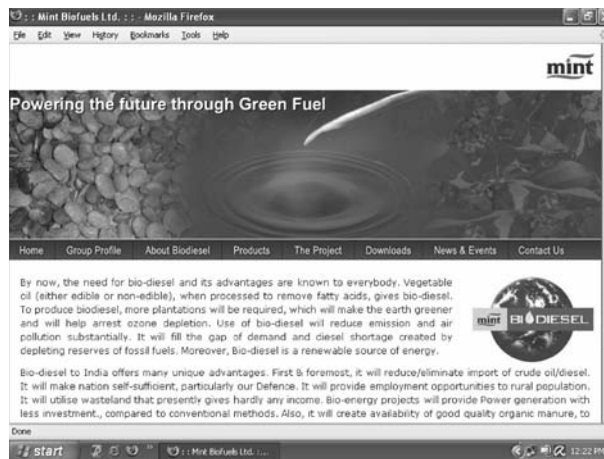 : : Mint Biofuels Ltd. : : - Mozilla Firefox
File Edit View History Bookmarks Tools Help
mint
Powering the future through Green Fuel
Home Group Profile About Biodiesel Products The Project Downloads News & Events Contact Us
By now, the need for bio-diesel and its advantages are known to everybody. Vegetable
oil (either edible or non-edible), when processed to remove fatty acids, gives bio-diesel.
To produce biodiesel, more plantations will be required, which will make the earth greener
and will help arrest ozone depletion. Use of bio-diesel will reduce emission and air
pollution substantially. It will fill the gap of demand and diesel shortage created by
depleting reserves of fossil fuels. Moreover, Bio-diesel is a renewable source of energy.
mint BIODIESEL
Bio-diesel to India offers many unique advantages. First & foremost, it will reduce/eliminate import of crude oil/diesel.
It will make nation self-sufficient, particularly our Defence. It will provide employment opportunities to rural population.
It will utilise wasteland that presently gives hardly any income. Bio-energy projects will provide Power generation with
less investment., compared to conventional methods. Also, it will create availability of good quality organic manure, to
Done
start : : Mint Biofuels Ltd. :... 12:22 PM